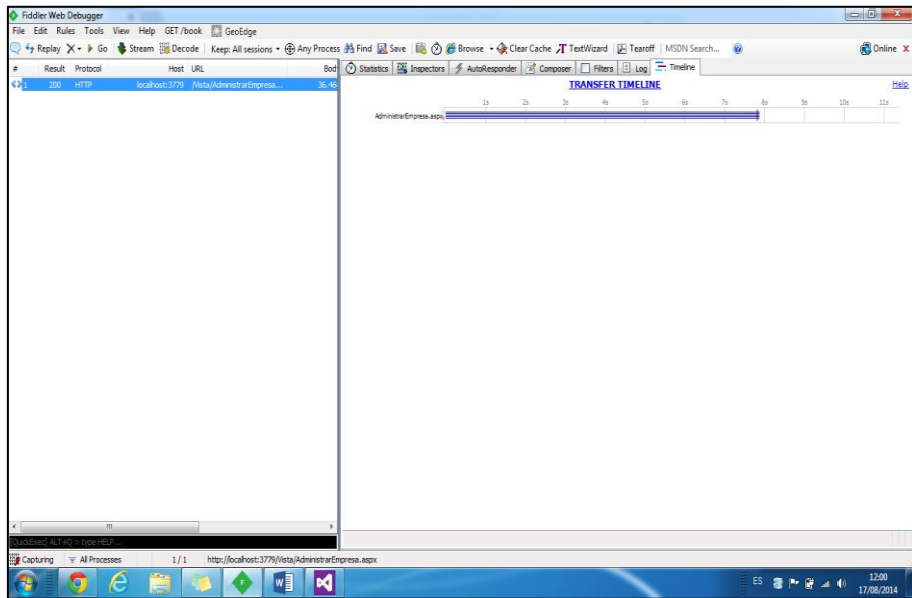 Fiddler Web Debugger
File Edit Rules Tools View Help GET /book GeoEdge
Replay Go Stream Decode Keep: All sessions Any Process Find Save Browse Clear Cache TextWizard Tearoff MSDN Search... Online
# Result Protocol Host URL Bod
1 200 HTTP localhost:3779 /Vista/AdministrarEmpresa... 36.46
Statistics Inspectors AutoResponder Composer Filters Log Timeline
TRANSFER TIMELINE Help
1s 2s 3s 4s 5s 6s 7s 8s 9s 10s 11s
AdministrarEmpresa.aspx
[QuickExec] ALT+Q > type HELP...
Capturing All Processes 1 / 1 http://localhost:3779/Vista/AdministrarEmpresa.aspx
ES 12:00
17/08/2014